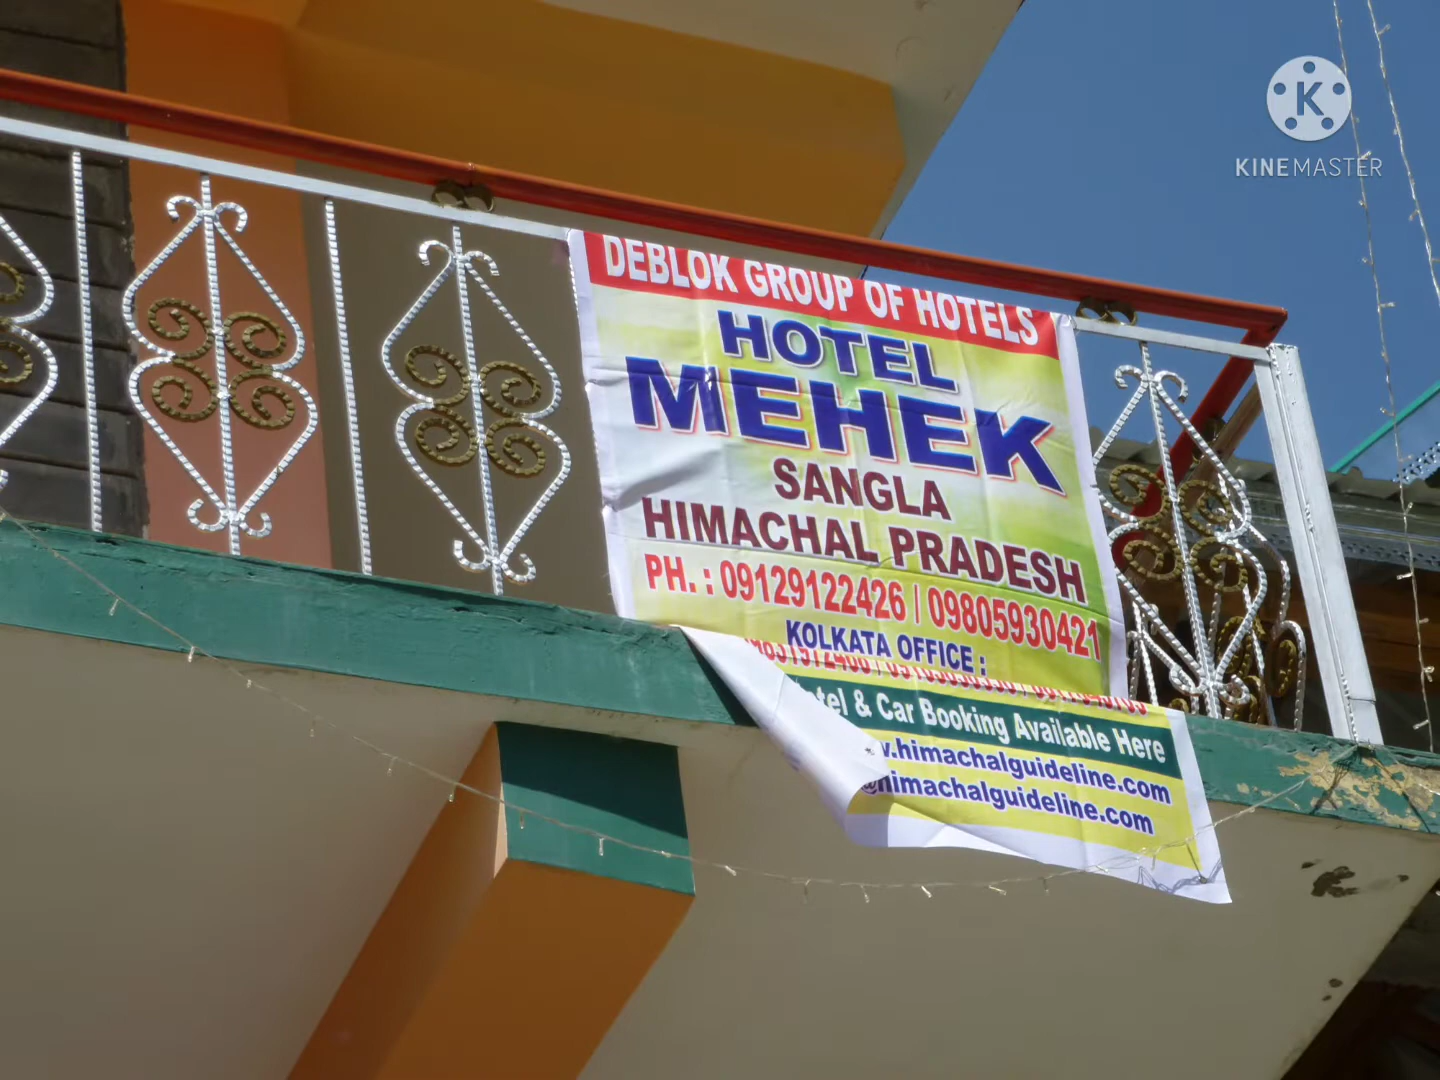 K
KINEMASTER
DEBLOK GROUP OF HOTELS
HOTEL
MEHEK
SANGLA
HIMACHAL PRADESH
PH. : 09129122426 / 09805930421
KOLKATA OFFICE :
& Car Booking Available Here
.himachalguideline.com
@himachalguideline.com